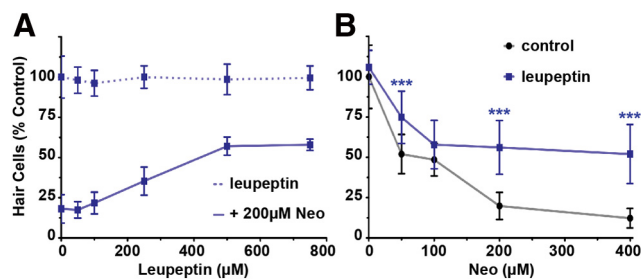 A
Hair Cells (% Control)
100
75
50
25
0
leupeptin
+ 200µM Neo
0 200 400 600 800
Leupeptin (µM)
B
100
75
50
25
0
control
leupeptin
*** *** ***
0 100 200 300 400
Neo (µM)